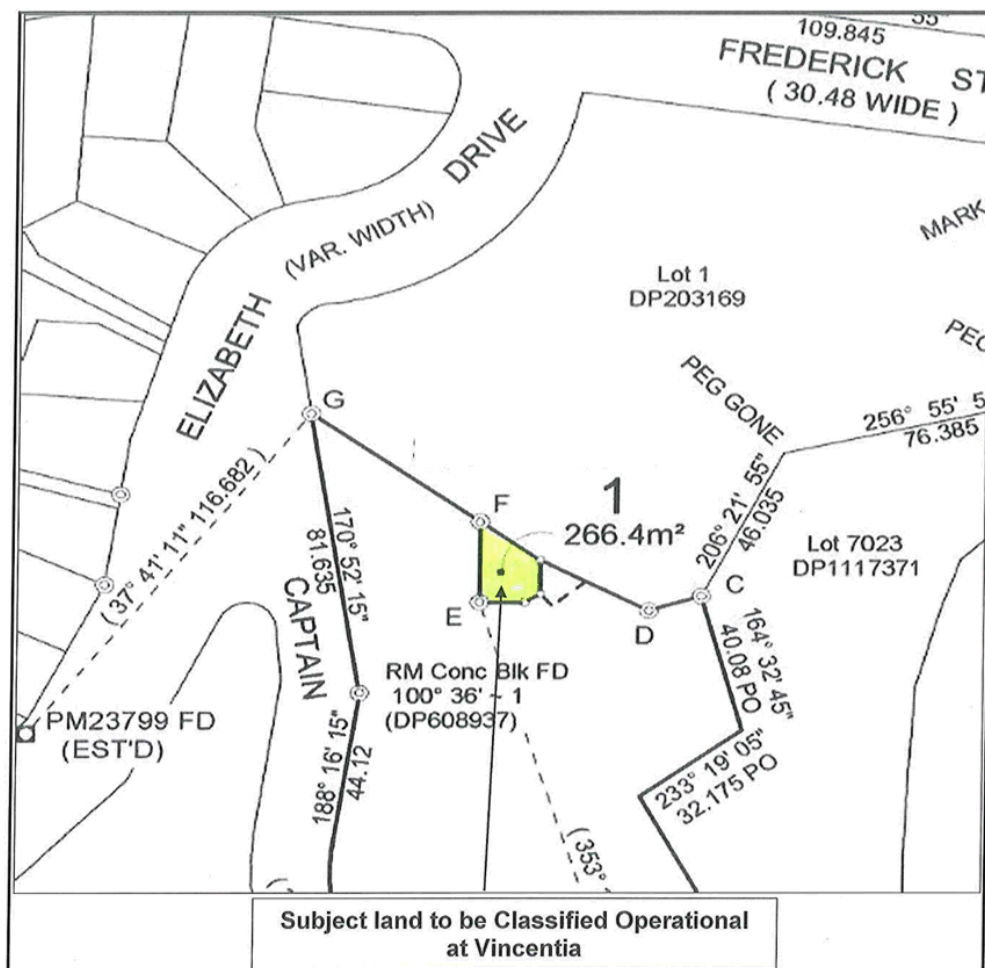 55"
109.845
FREDERICK ST
( 30.48 WIDE )
DRIVE
(VAR. WIDTH)
ELIZABETH
MARK
Lot 1
DP203169
PEG GONE
256° 55' 5
76.385
G
( 37° 41' 11" 116.682 )
F
1
266.4m²
206° 21' 55"
46.035
Lot 7023
DP1117371
170° 52' 15"
81.635
CAPTAIN
E
D
C
164° 32' 45"
40.08 PO
RM Conc Blk FD
100° 36' ~ 1
(DP608937)
PM23799 FD
(EST'D)
188° 16' 15"
44.12
233° 19' 05"
32.175 PO
(353°
Subject land to be Classified Operational
at Vincentia